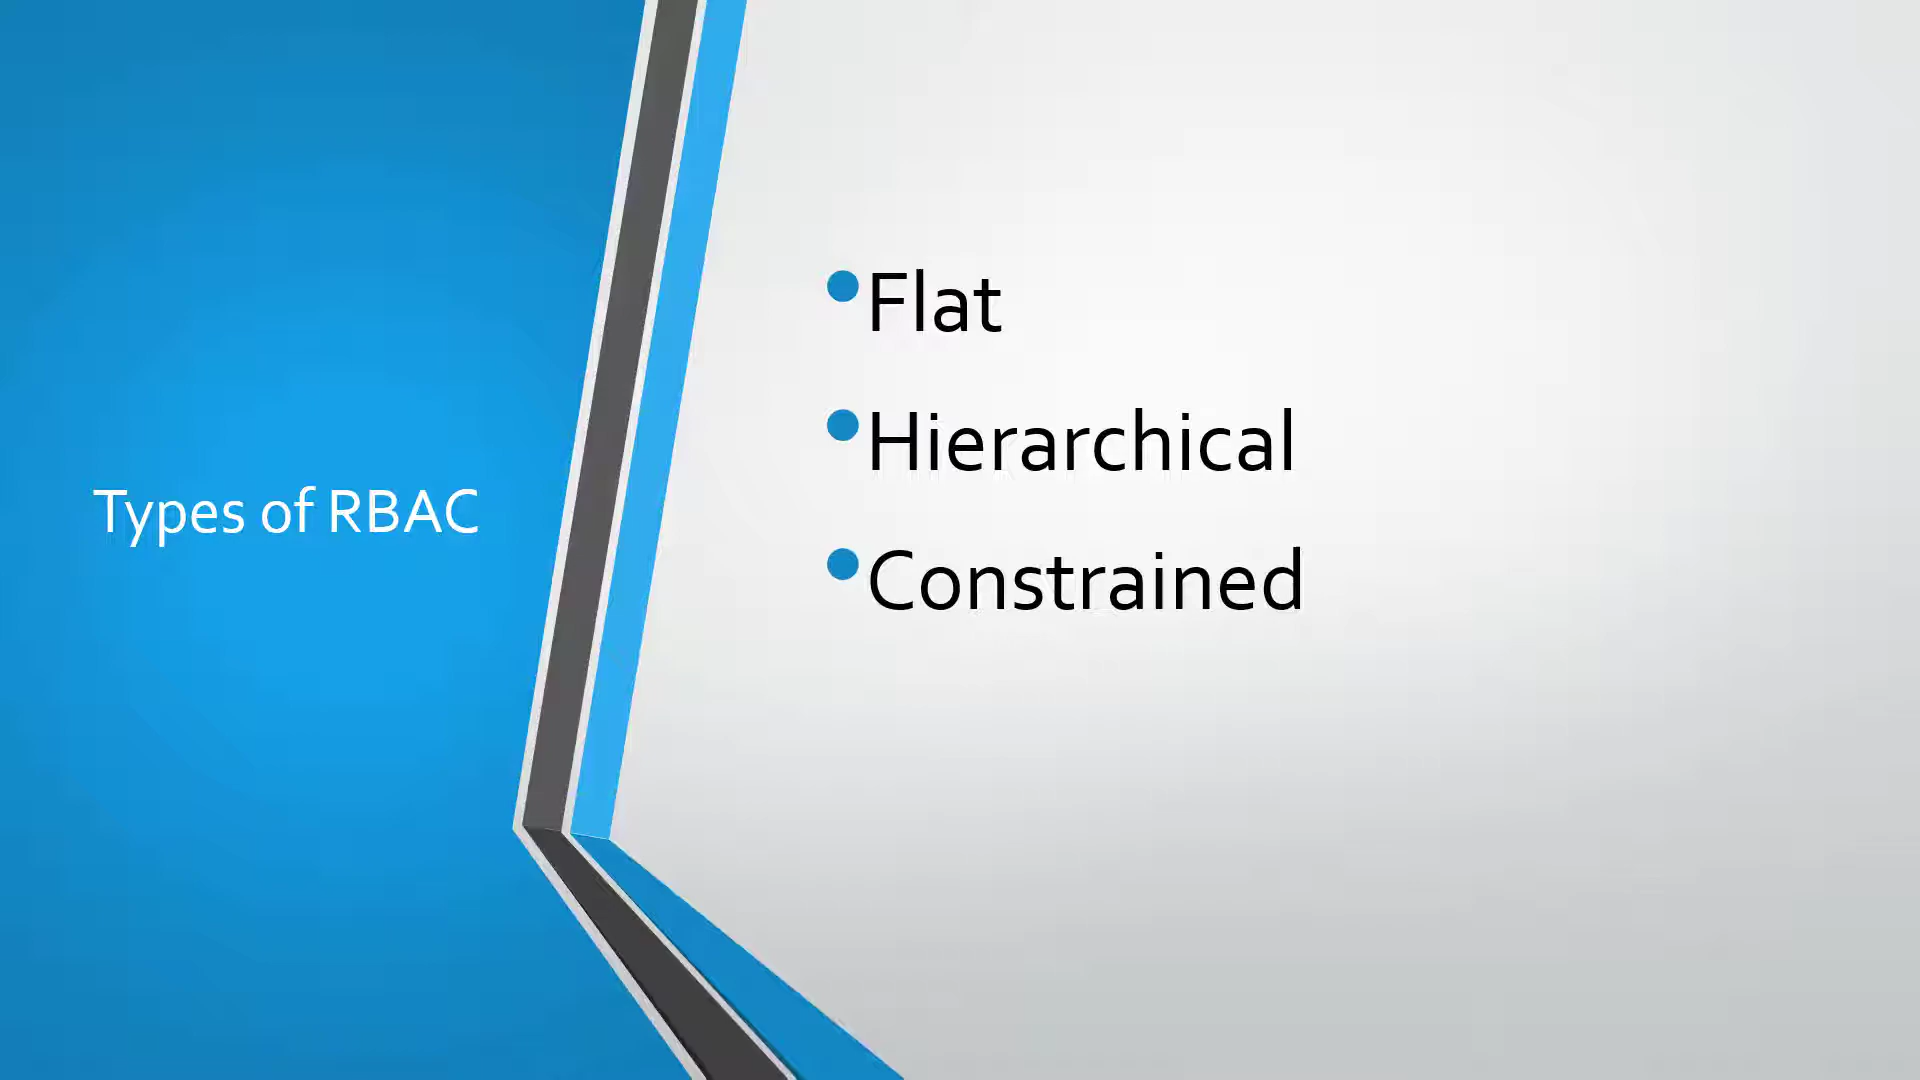 Types of RBAC
•Flat
•Hierarchical
•Constrained